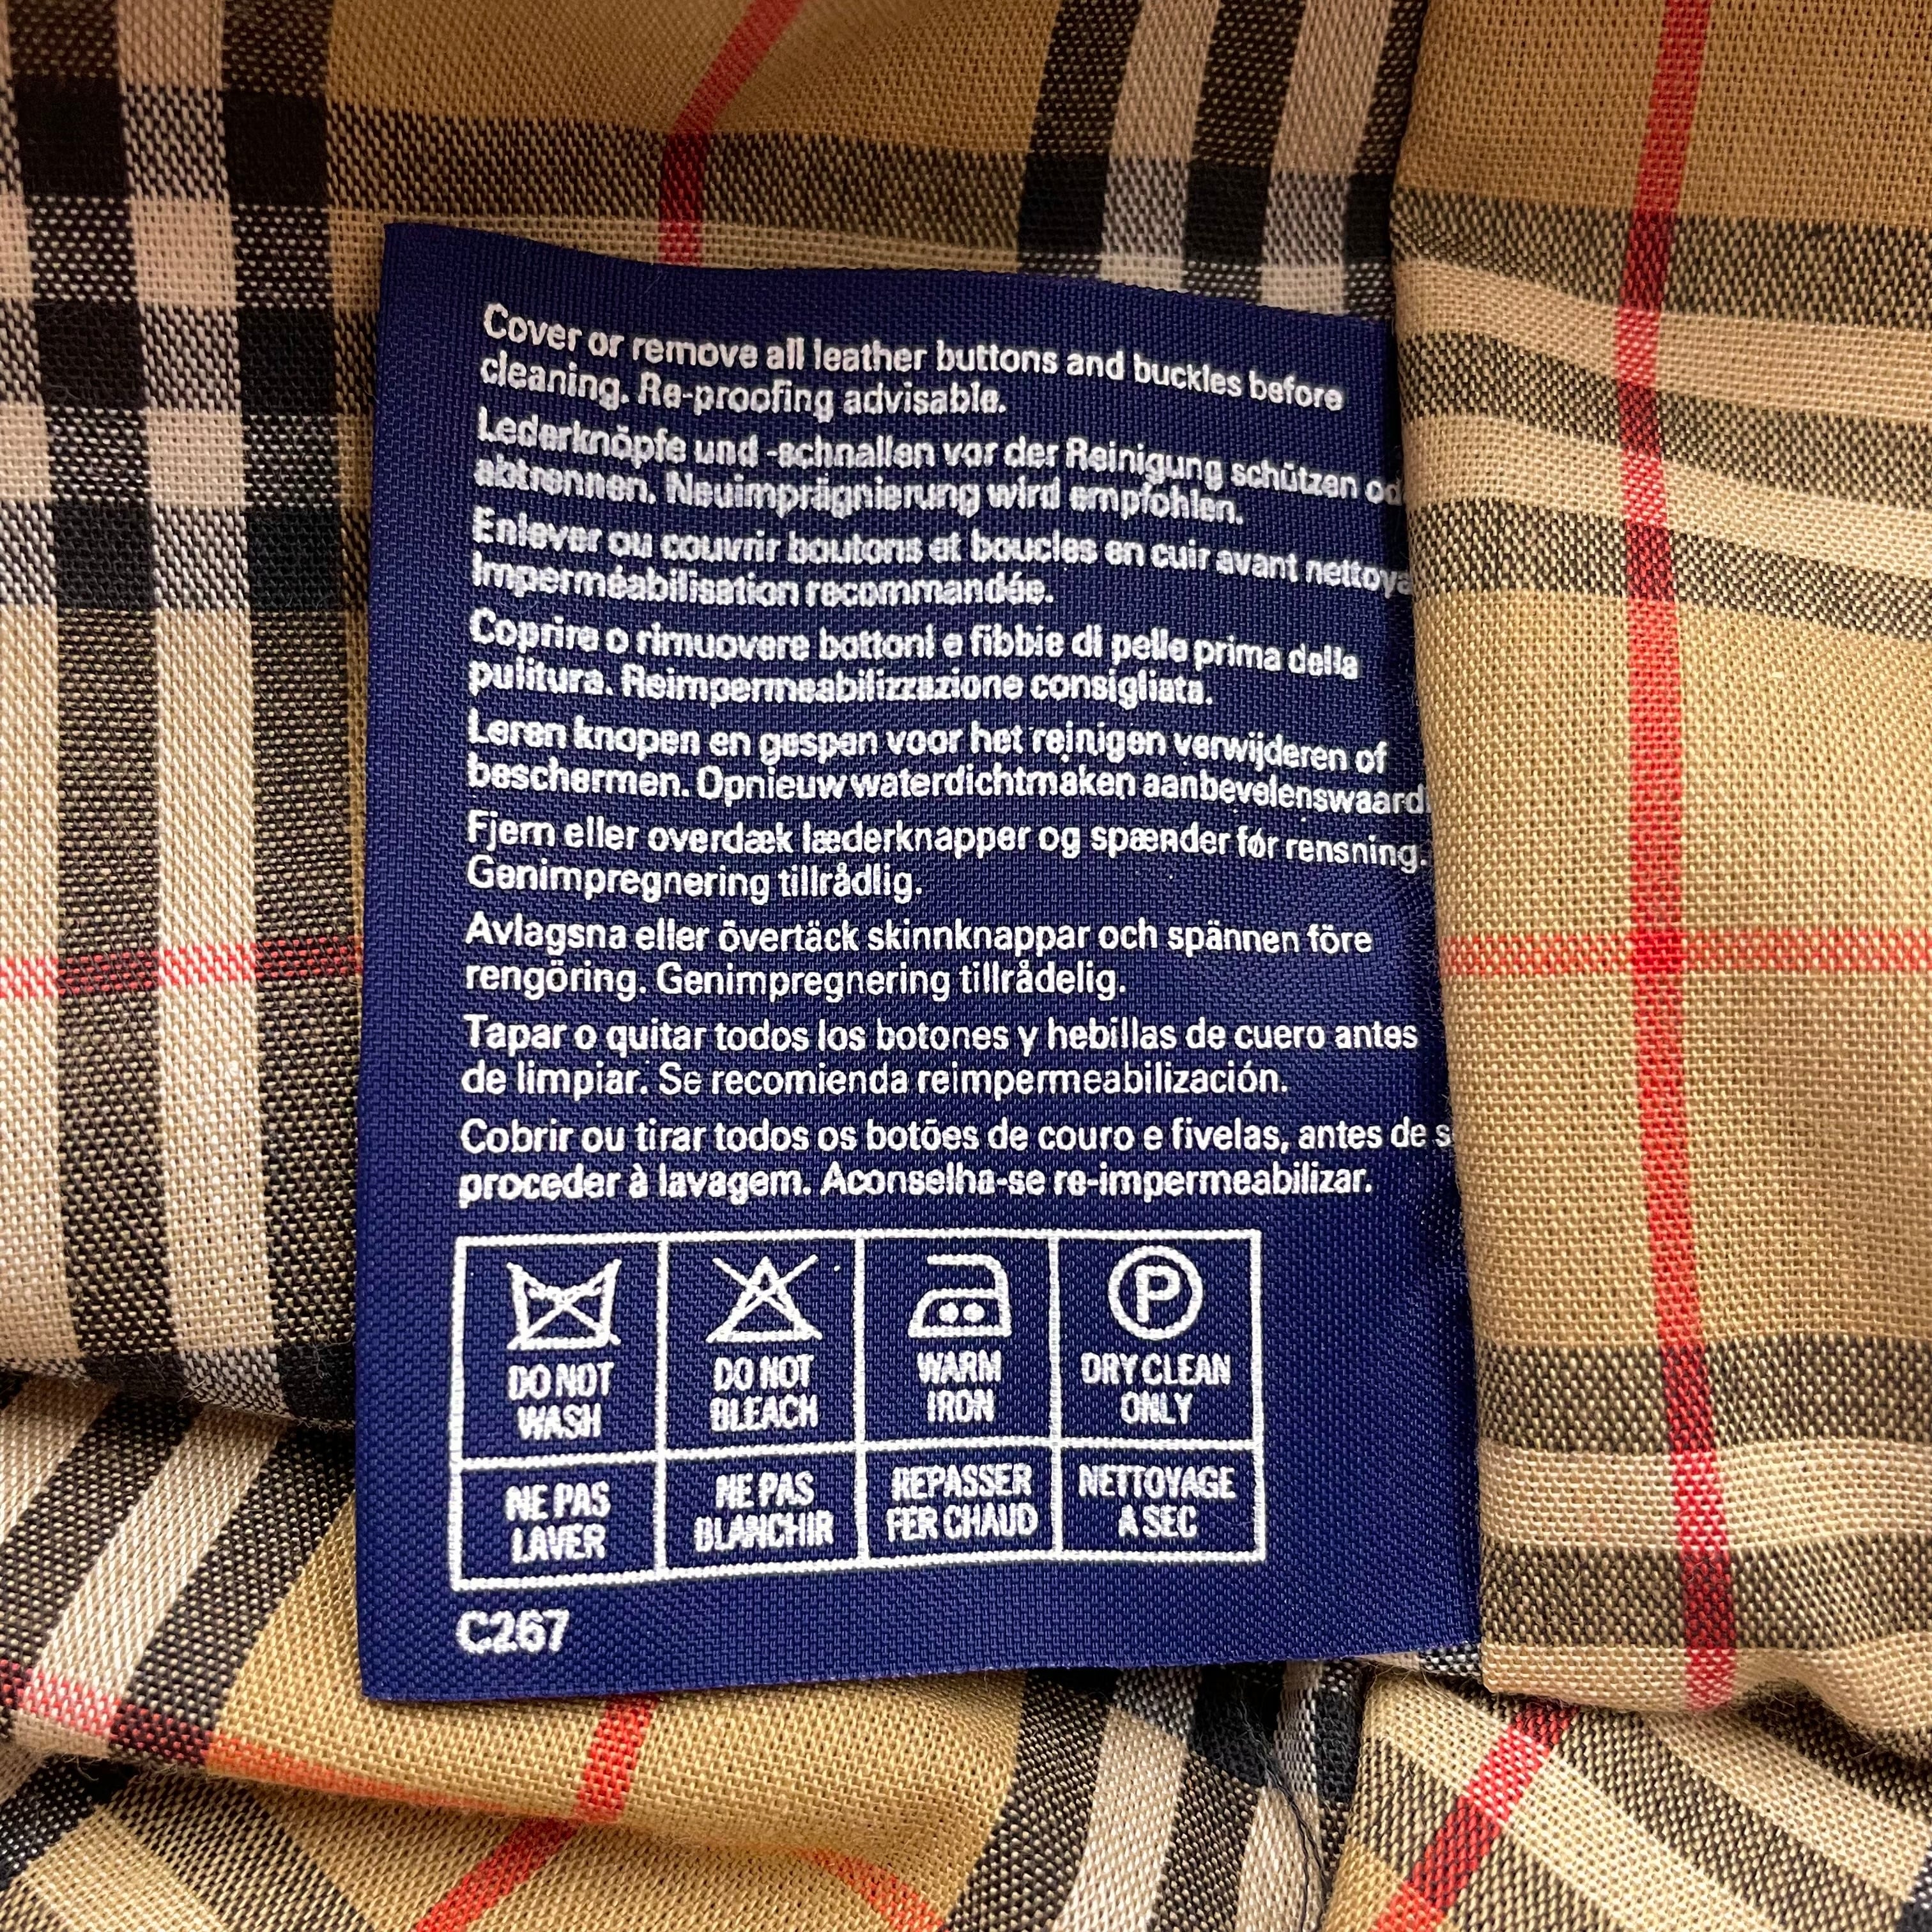 Cover or remove all leather buttons and buckles before
cleaning. Re-proofing advisable.
Lederknöpfe und -schnallen vor der Reinigung schützen od
abtrennen. Neuimprägnierung wird empfohlen.
Enlever ou couvrir boutons et boucles en cuir avant nettoya
Imperméabilisation recommandée.
Coprire o rimuovere bottoni e fibbie di pelle prima della
pulitura. Reimpermeabilizzazione consigliata.
Leren knopen en gespen voor het reinigen verwijderen of
beschermen. Opnieuw waterdichtmaken aanbevelenswaard
Fjern eller overdæk læderknapper og spænder før rensning.
Genimpregnering tillrådlig.
Avlagsna eller övertäck skinnknappar och spännen före
rengöring. Genimpregnering tillrådelig.
Tapar o quitar todos los botones y hebillas de cuero antes
de limpiar. Se recomienda reimpermeabilización.
Cobrir ou tirar todos os botões de couro e fivelas, antes de s
proceder à lavagem. Aconselha-se re-impermeabilizar.
P
DO NOT
WASH
DO NOT
BLEACH
WARM
IRON
DRY CLEAN
ONLY
NE PAS
LAVER
NE PAS
BLANCHIR
REPASSER
FER CHAUD
NETTOYAGE
A SEC
C267